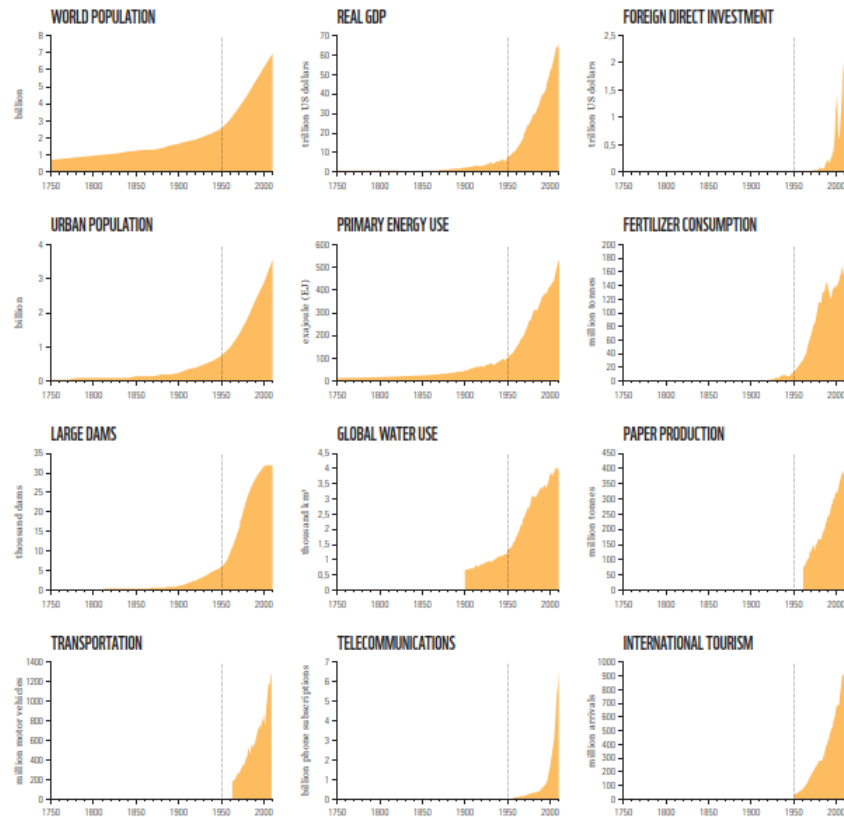 WORLD POPULATION
8
7
6
5
4
3
2
1
0
billion
1750 1800 1850 1900 1950 2000
REAL GDP
70
60
50
40
30
20
10
0
trillion US dollars
1750 1800 1850 1900 1950 2000
FOREIGN DIRECT INVESTMENT
2,5
2
1,5
1
0,5
0
trillion US dollars
1750 1800 1850 1900 1950 2000
URBAN POPULATION
4
3
2
1
0
billion
1750 1800 1850 1900 1950 2000
PRIMARY ENERGY USE
600
500
400
300
200
100
0
exajoule (EJ)
1750 1800 1850 1900 1950 2000
FERTILIZER CONSUMPTION
200
180
160
140
120
100
80
60
40
20
0
million tonnes
1750 1800 1850 1900 1950 2000
LARGE DAMS
35
30
25
20
15
10
5
0
thousand dams
1750 1800 1850 1900 1950 2000
GLOBAL WATER USE
4,5
4
3,5
3
2,5
2
1,5
1
0,5
0
thousand km³
1750 1800 1850 1900 1950 2000
PAPER PRODUCTION
450
400
350
300
250
200
150
100
50
0
million tonnes
1750 1800 1850 1900 1950 2000
TRANSPORTATION
1400
1200
1000
800
600
400
200
0
million motor vehicles
1750 1800 1850 1900 1950 2000
TELECOMMUNICATIONS
7
6
5
4
3
2
1
0
billion phone subscriptions
1750 1800 1850 1900 1950 2000
INTERNATIONAL TOURISM
1000
900
800
700
600
500
400
300
200
100
0
million arrivals
1750 1800 1850 1900 1950 2000